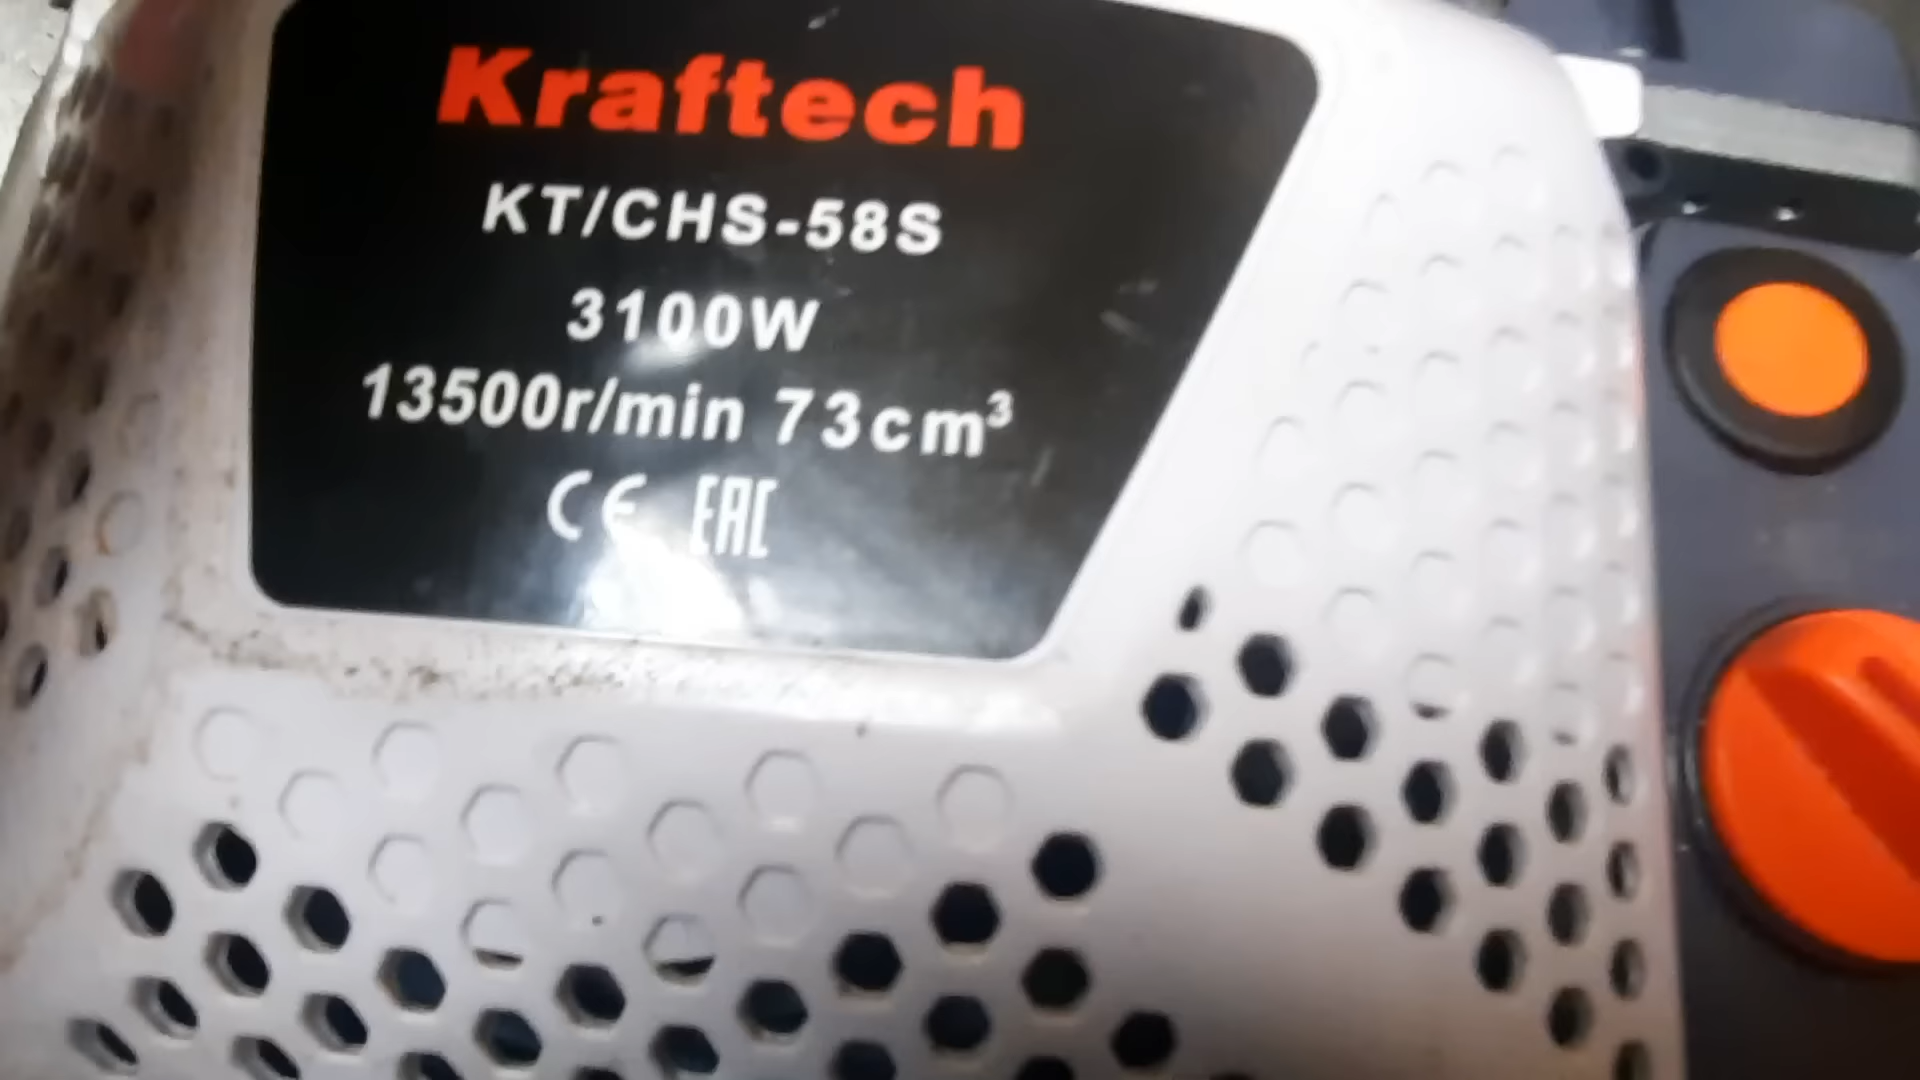 Kraftech
KT/CHS-58S
3100W
13500r/min 73cm³
CE EAC